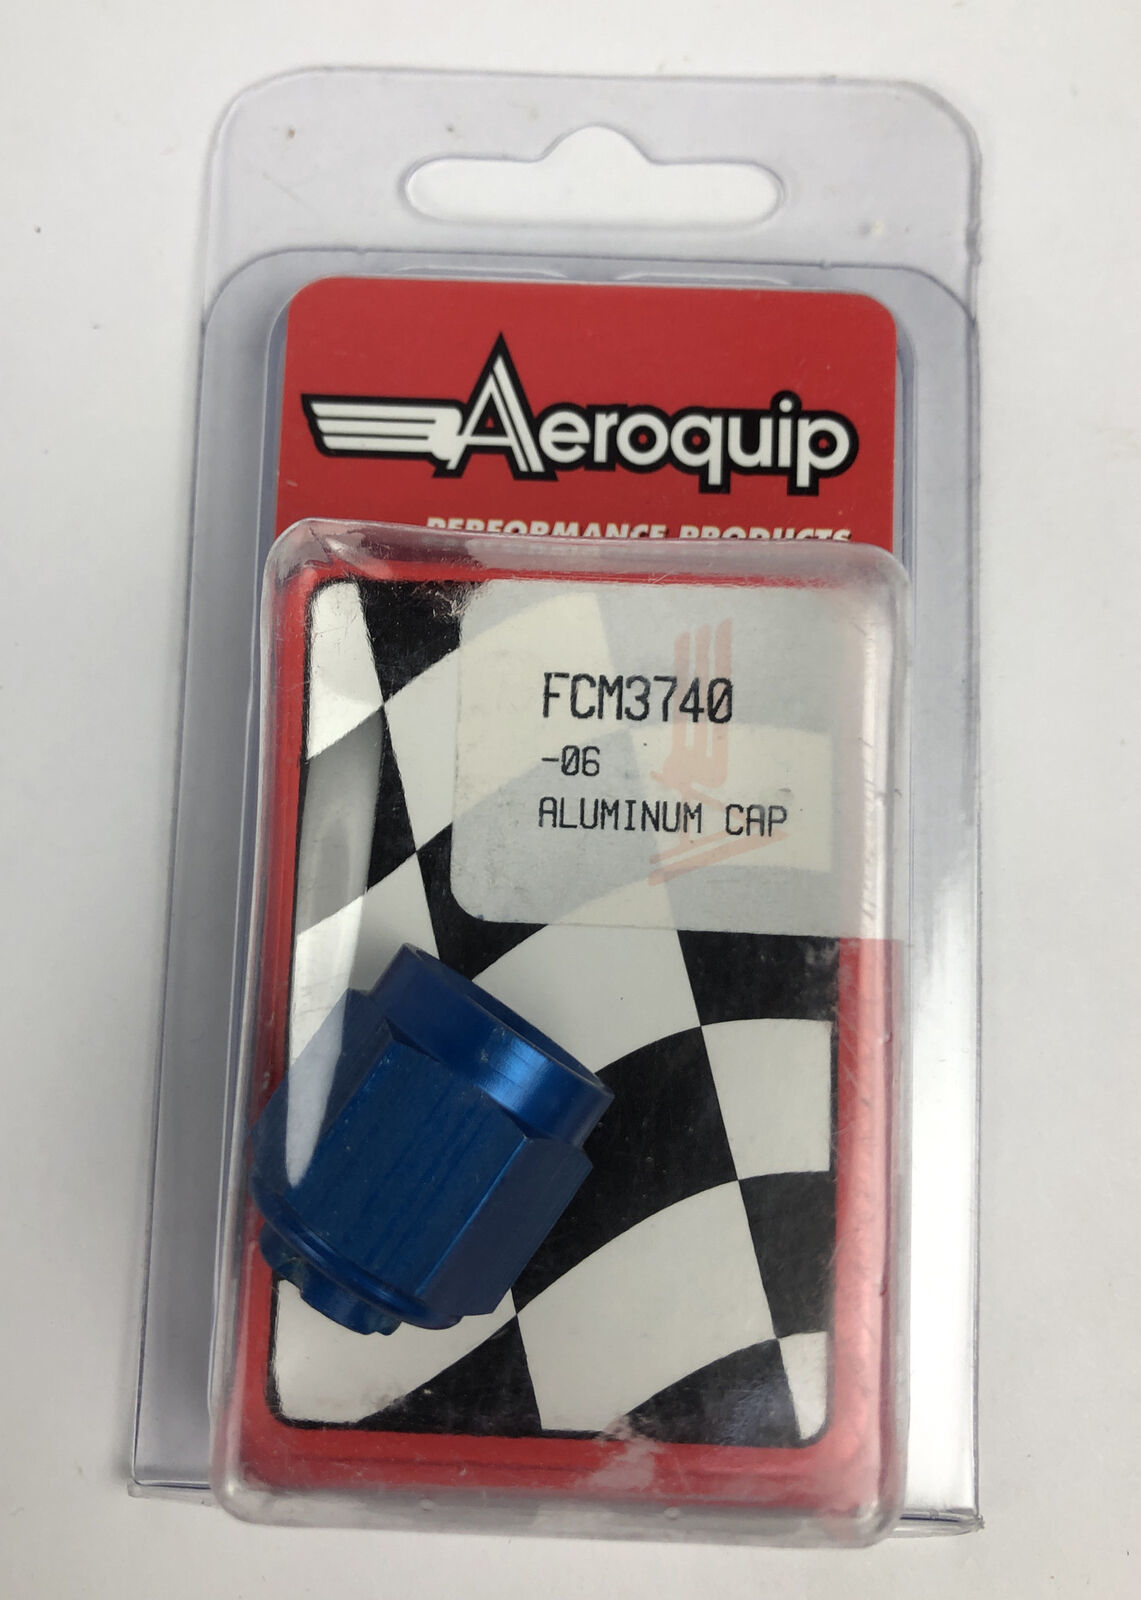 Aeroquip
PERFORMANCE PRODUCTS
FCM3740
-06
ALUMINUM CAP